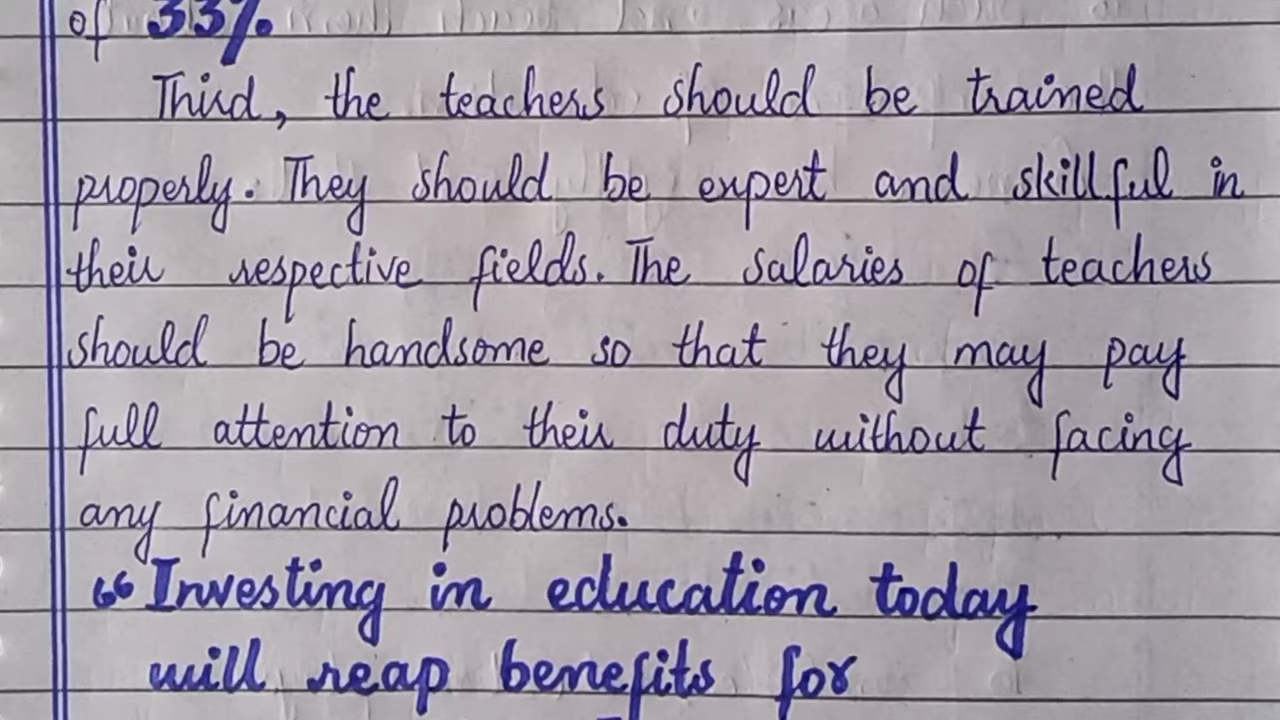 of 33%
Third, the teachers should be trained
properly. They should be expert and skillful in
their respective fields. The salaries of teachers
should be handsome so that they may pay
full attention to their duty without facing
any financial problems.
“Investing in education today
will reap benefits for